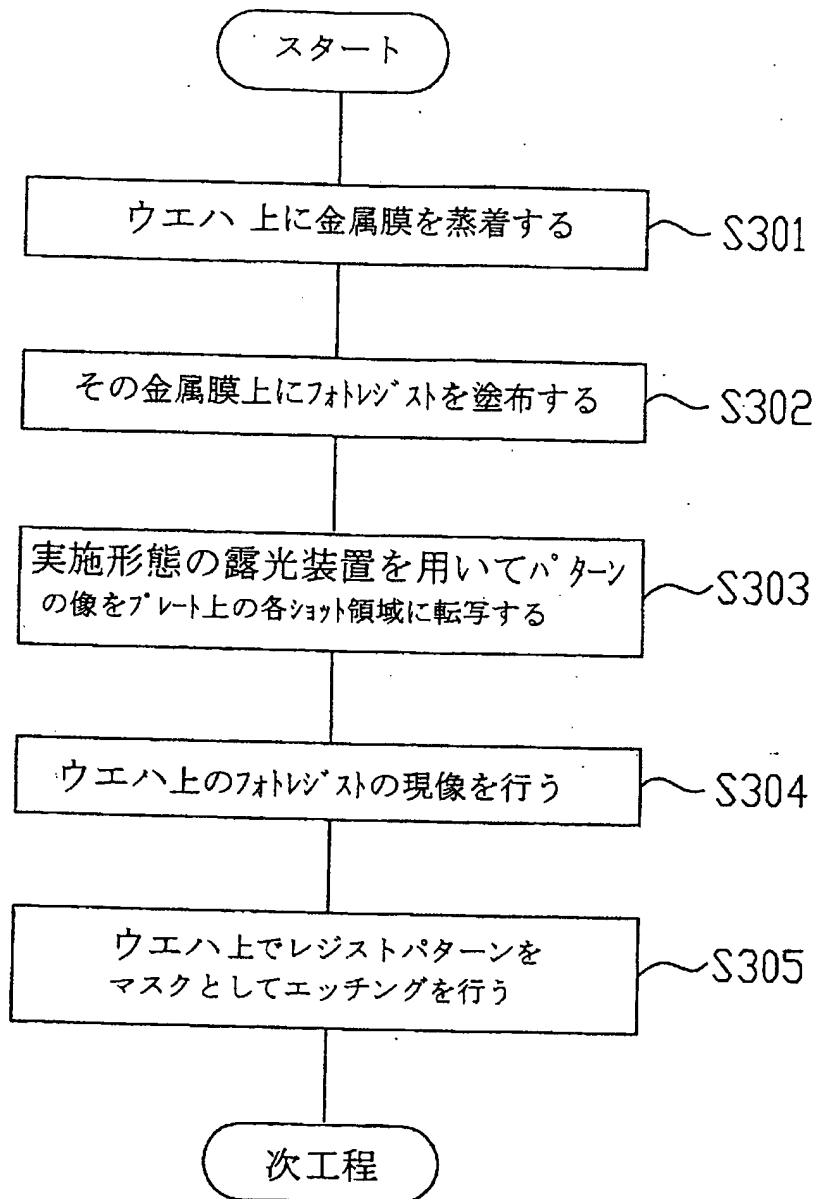 スタート
ウエハ 上に金属膜を蒸着する
S301
その金属膜上にﾌｫﾄﾚｼﾞｽﾄを塗布する
S302
実施形態の露光装置を用いてﾊﾟﾀｰﾝ
の像をﾌﾟﾚｰﾄ上の各ｼｮｯﾄ領域に転写する
S303
ウエハ上のﾌｫﾄﾚｼﾞｽﾄの現像を行う
S304
ウエハ上でレジストパターンを
マスクとしてエッチングを行う
S305
次工程